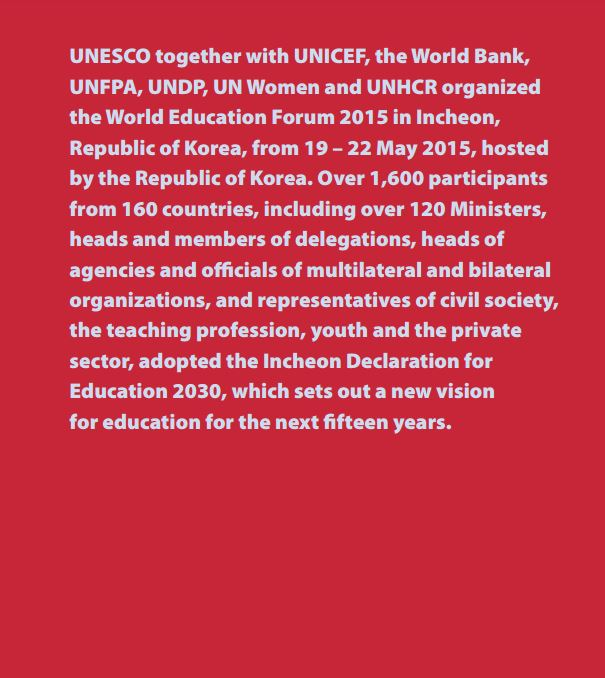 UNESCO together with UNICEF, the World Bank,
UNFPA, UNDP, UN Women and UNHCR organized
the World Education Forum 2015 in Incheon,
Republic of Korea, from 19 – 22 May 2015, hosted
by the Republic of Korea. Over 1,600 participants
from 160 countries, including over 120 Ministers,
heads and members of delegations, heads of
agencies and officials of multilateral and bilateral
organizations, and representatives of civil society,
the teaching profession, youth and the private
sector, adopted the Incheon Declaration for
Education 2030, which sets out a new vision
for education for the next fifteen years.